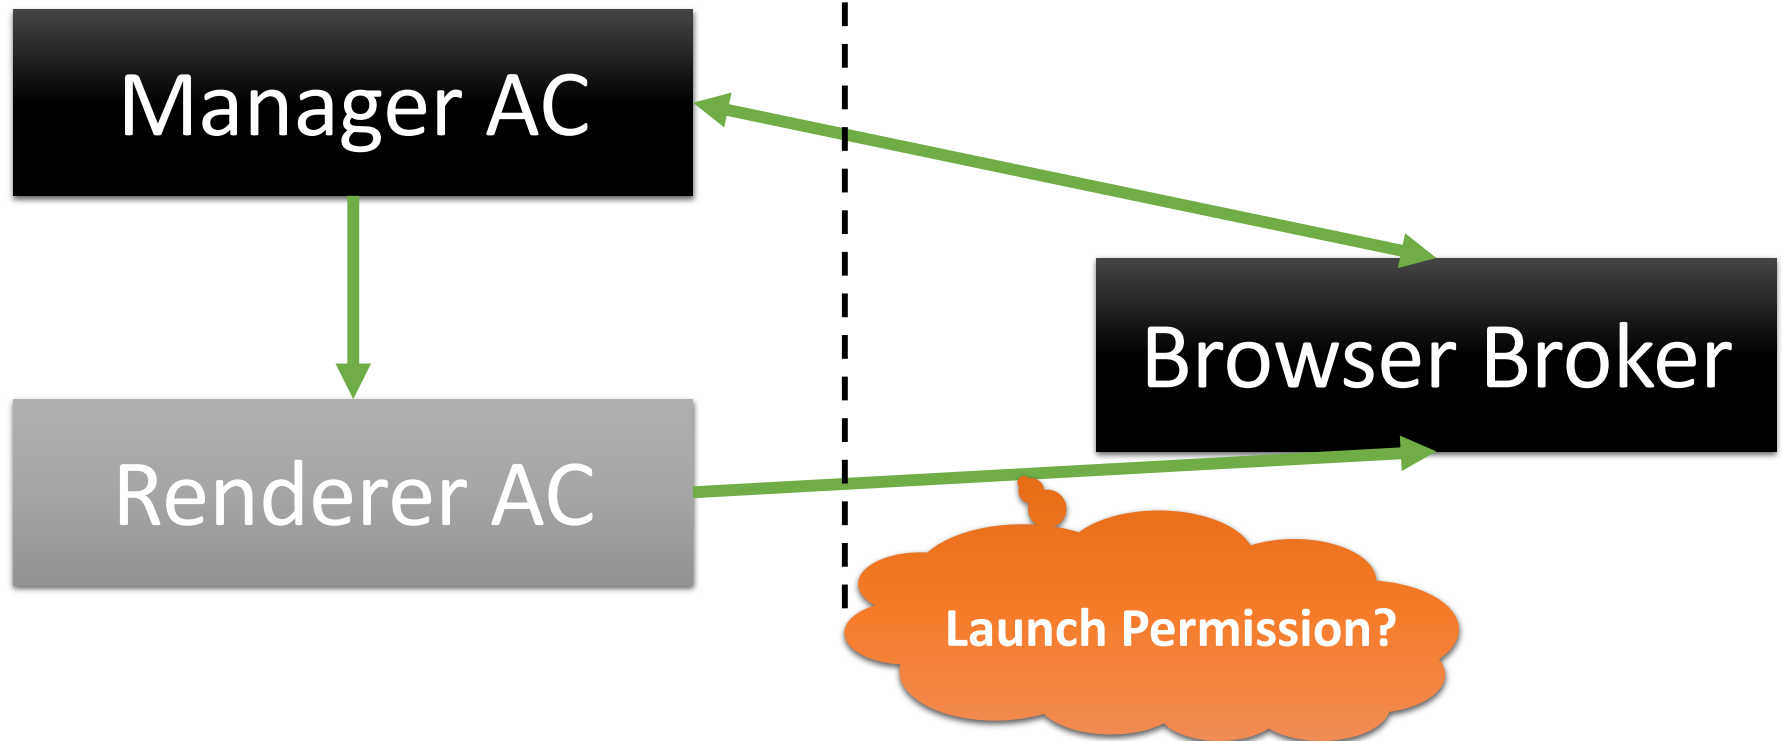 Manager AC
Browser Broker
Renderer AC
Launch Permission?